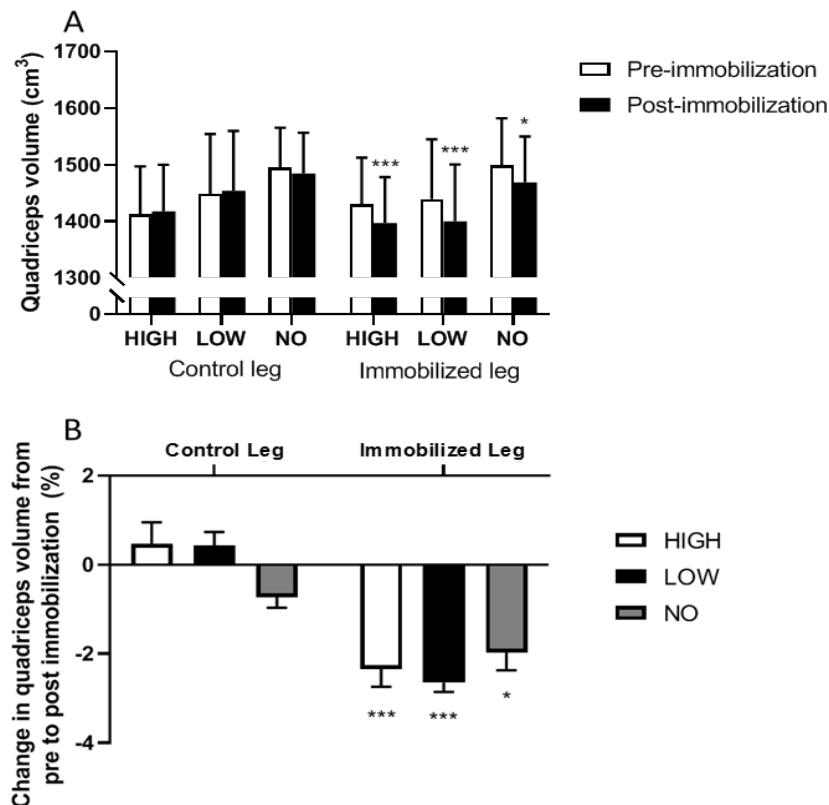 A
Quadriceps volume (cm³)
1700
1600
1500
1400
1300
0
*** *** *
HIGH LOW NO HIGH LOW NO
Control leg Immobilized leg
Pre-immobilization
Post-immobilization
B
Change in quadriceps volume from
pre to post immobilization (%)
Control Leg Immobilized Leg
2
0
-2
-4
*** *** *
HIGH
LOW
NO